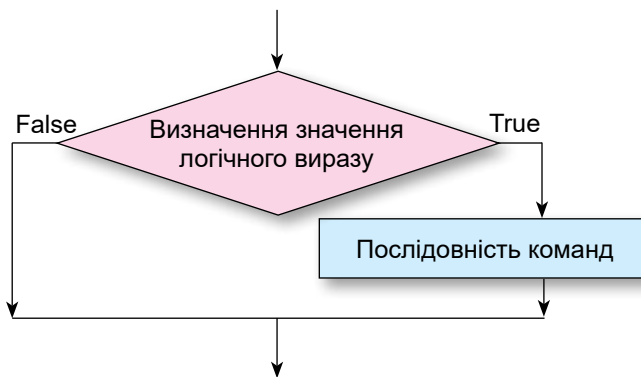 False
True
Визначення значення
логічного виразу
Послідовність команд